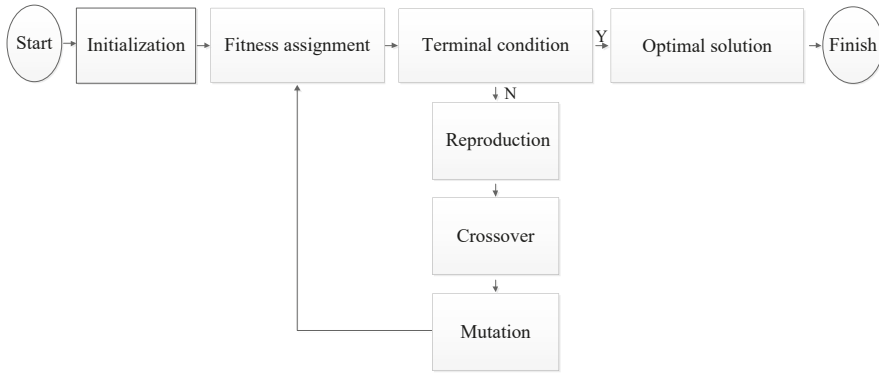 Start
Initialization
Fitness assignment
Terminal condition
Y
Optimal solution
Finish
N
Reproduction
Crossover
Mutation